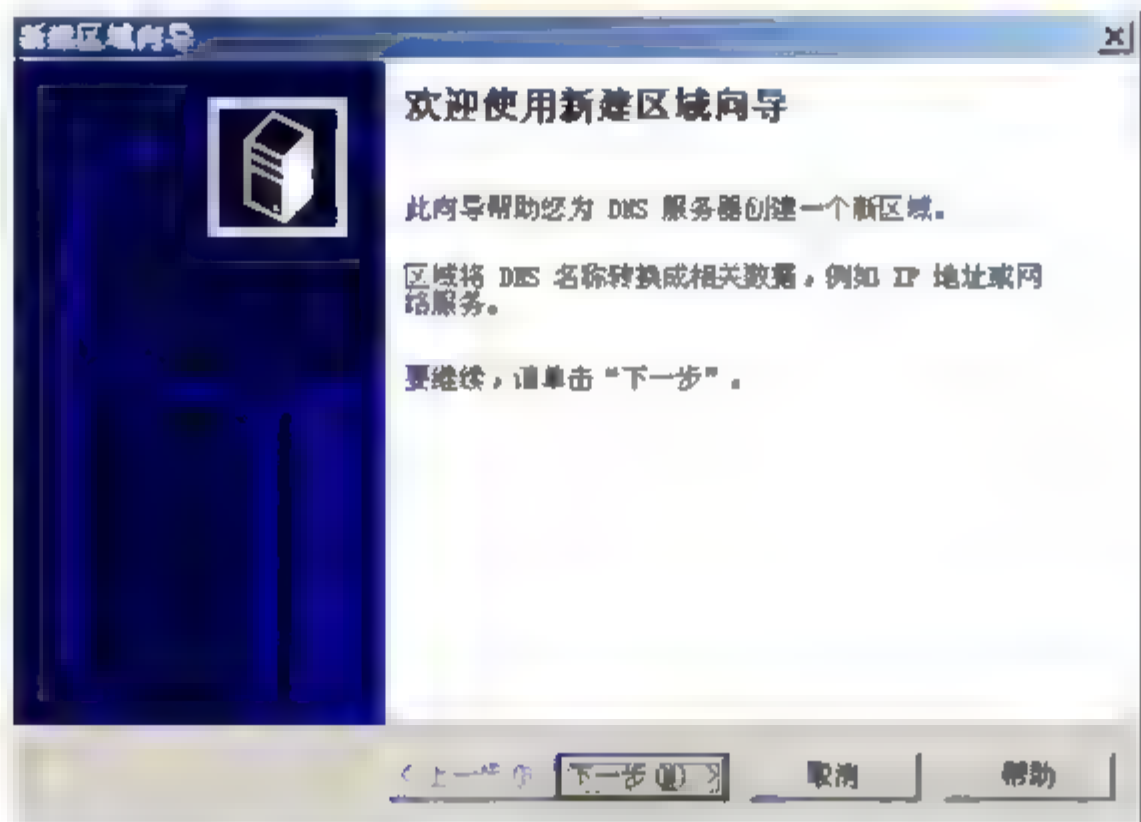 新建区域向导
欢迎使用新建区域向导
此向导帮助您为 DNS 服务器创建一个新区域。
区域将 DNS 名称转换成相关数据，例如 IP 地址或网
络服务。
要继续，请单击“下一步”。
< 上一步(B) 下一步(N) > 取消 帮助